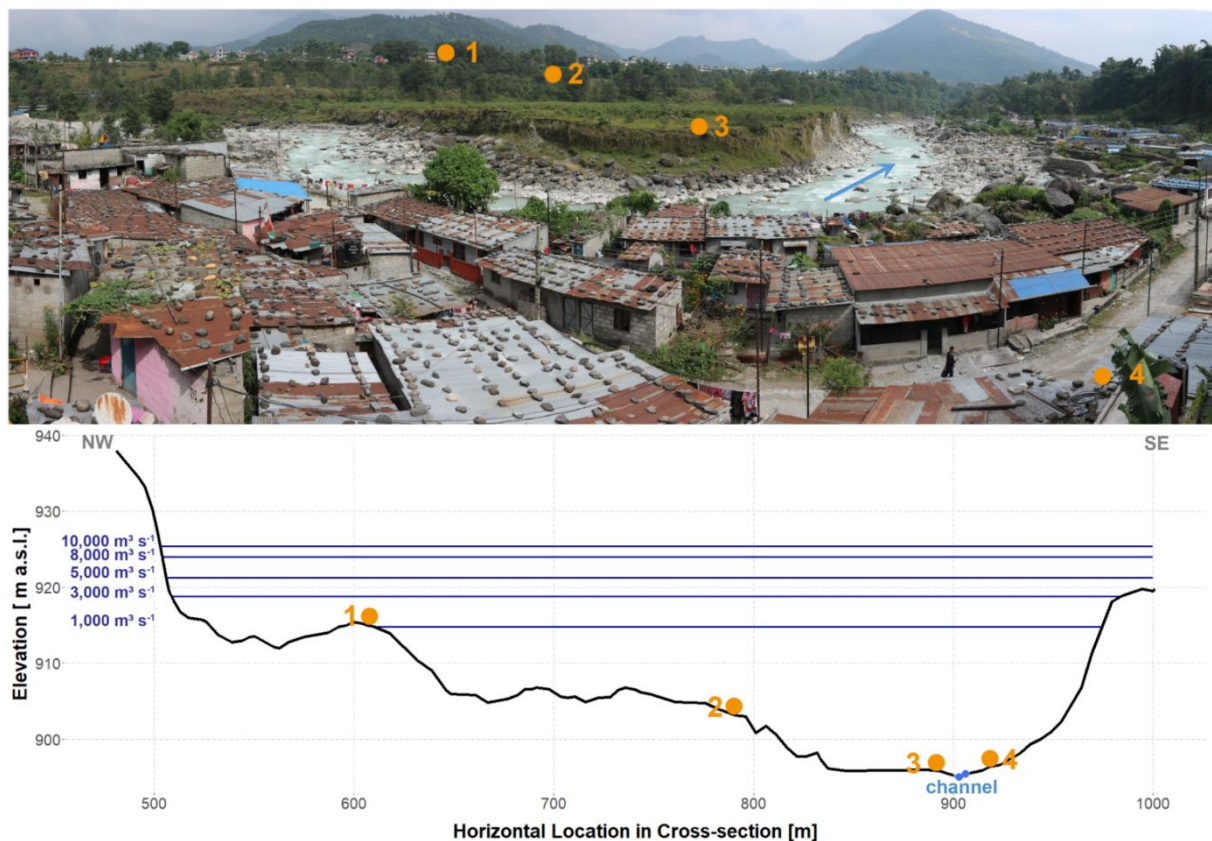 1
2
3
4
940
NW
SE
930
10,000 m³ s⁻¹
8,000 m³ s⁻¹
5,000 m³ s⁻¹
920
3,000 m³ s⁻¹
1
1,000 m³ s⁻¹
910
2
900
3
4
channel
500
600
700
800
900
1000
Elevation [ m a.s.l.]
Horizontal Location in Cross-section [m]